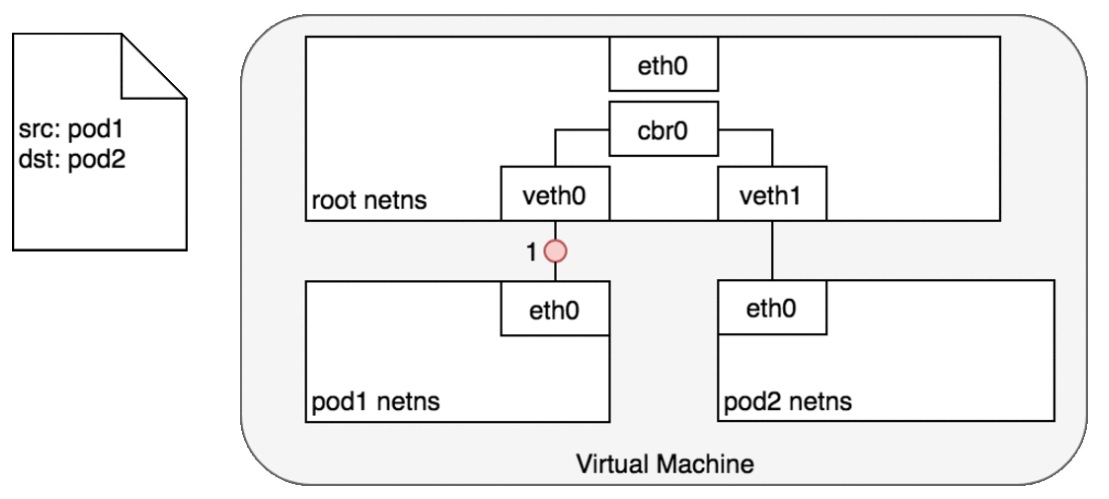 src: pod1
dst: pod2
eth0
cbr0
veth0
veth1
root netns
1
eth0
eth0
pod1 netns
pod2 netns
Virtual Machine